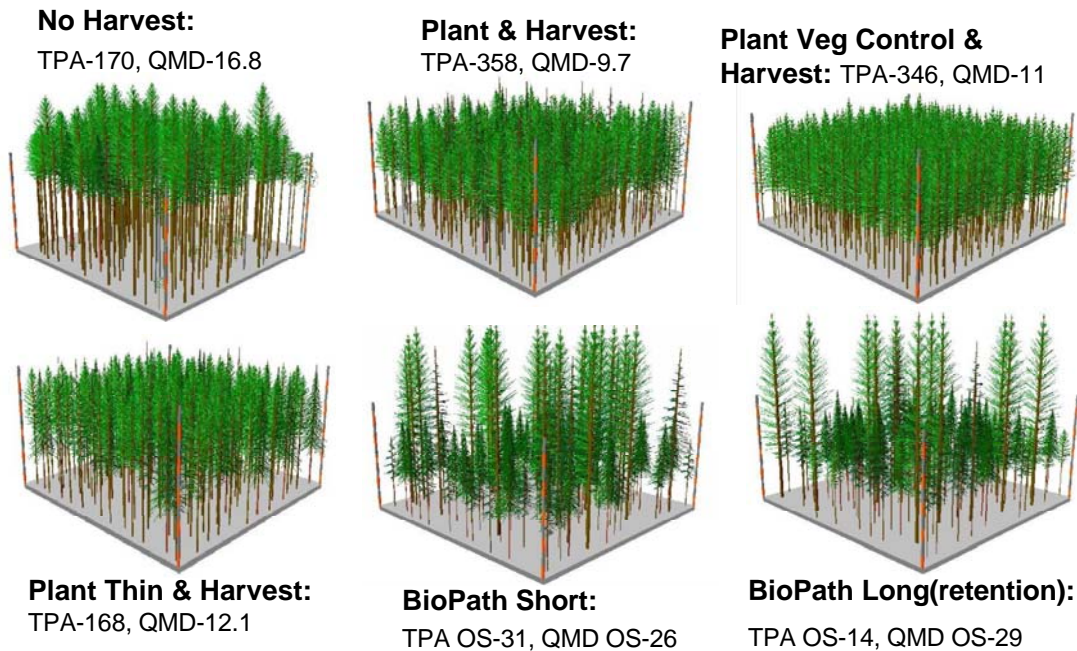 No Harvest:
TPA-170, QMD-16.8
Plant & Harvest:
TPA-358, QMD-9.7
Plant Veg Control &
Harvest: TPA-346, QMD-11
Plant Thin & Harvest:
TPA-168, QMD-12.1
BioPath Short:
TPA OS-31, QMD OS-26
BioPath Long(retention):
TPA OS-14, QMD OS-29